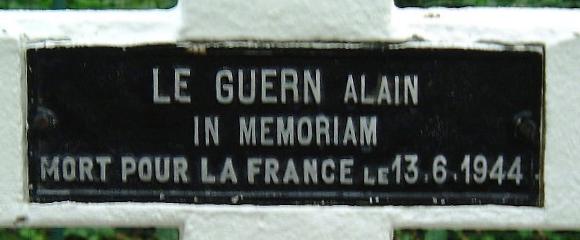 LE GUERN ALAIN
IN MEMORIAM
MORT POUR LA FRANCE LE 13.6.1944